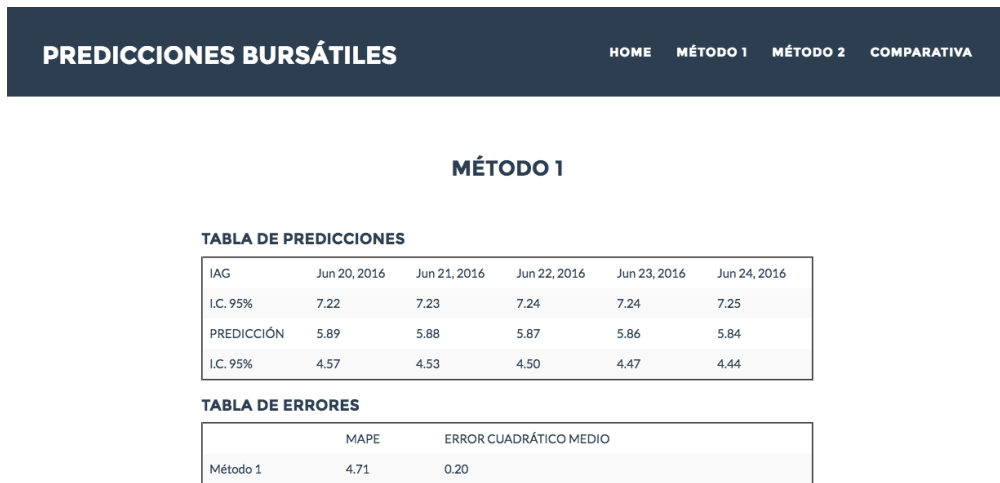 PREDICCIONES BURSÁTILES HOME MÉTODO 1 MÉTODO 2 COMPARATIVA
MÉTODO 1
TABLA DE PREDICCIONES
IAG Jun 20, 2016 Jun 21, 2016 Jun 22, 2016 Jun 23, 2016 Jun 24, 2016
I.C. 95% 7.22 7.23 7.24 7.24 7.25
PREDICCIÓN 5.89 5.88 5.87 5.86 5.84
I.C. 95% 4.57 4.53 4.50 4.47 4.44
TABLA DE ERRORES
MAPE ERROR CUADRÁTICO MEDIO
Método 1 4.71 0.20